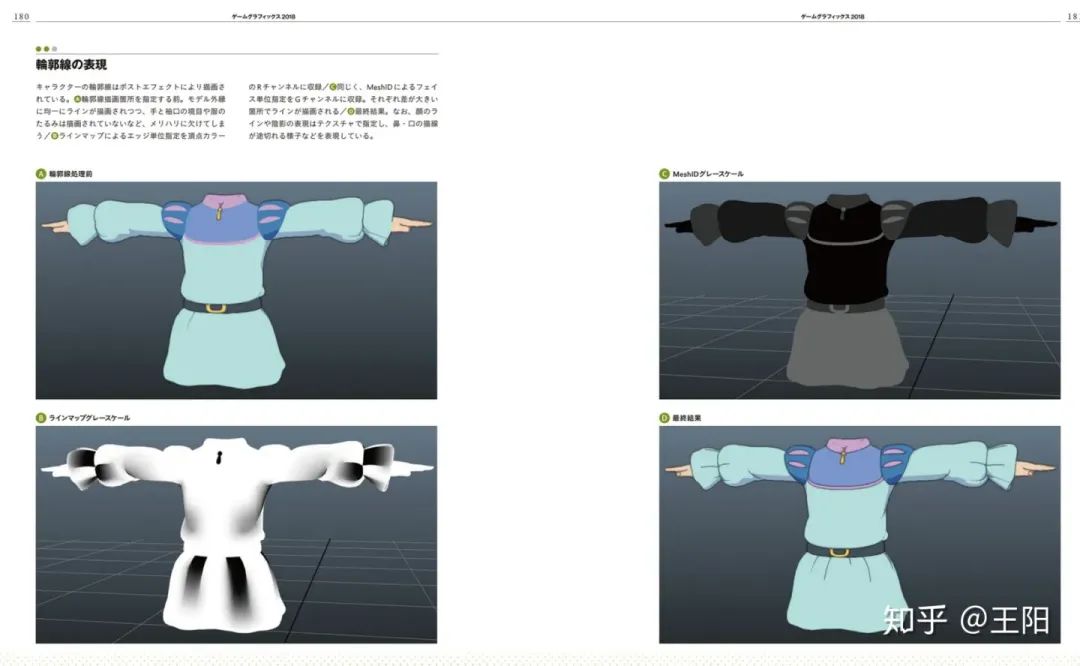 180
ゲームグラフィックス2018
ゲームグラフィックス2018
181
輪郭線の表現
キャラクターの輪郭線はポストエフェクトにより描画さ
れている。A輪郭線描画箇所を指定する前。モデル外縁
に均一にラインが描画されつつ、手と袖口の境目や服の
たるみは描画されていないなど、メリハリに欠けてしま
う/Bラインマップによるエッジ単位指定を頂点カラー
のRチャンネルに収録/C同じく、MeshIDによるフェイ
ス単位指定をGチャンネルに収録。それぞれ差が大きい
箇所でラインが描画される/D最終結果。なお、顔のラ
インや陰影の表現はテクスチャで指定し、鼻・口の描線
が途切れる様子などを表現している。
A 輪郭線処理前
C MeshIDグレースケール
B ラインマップグレースケール
D 最終結果
知乎 @王阳